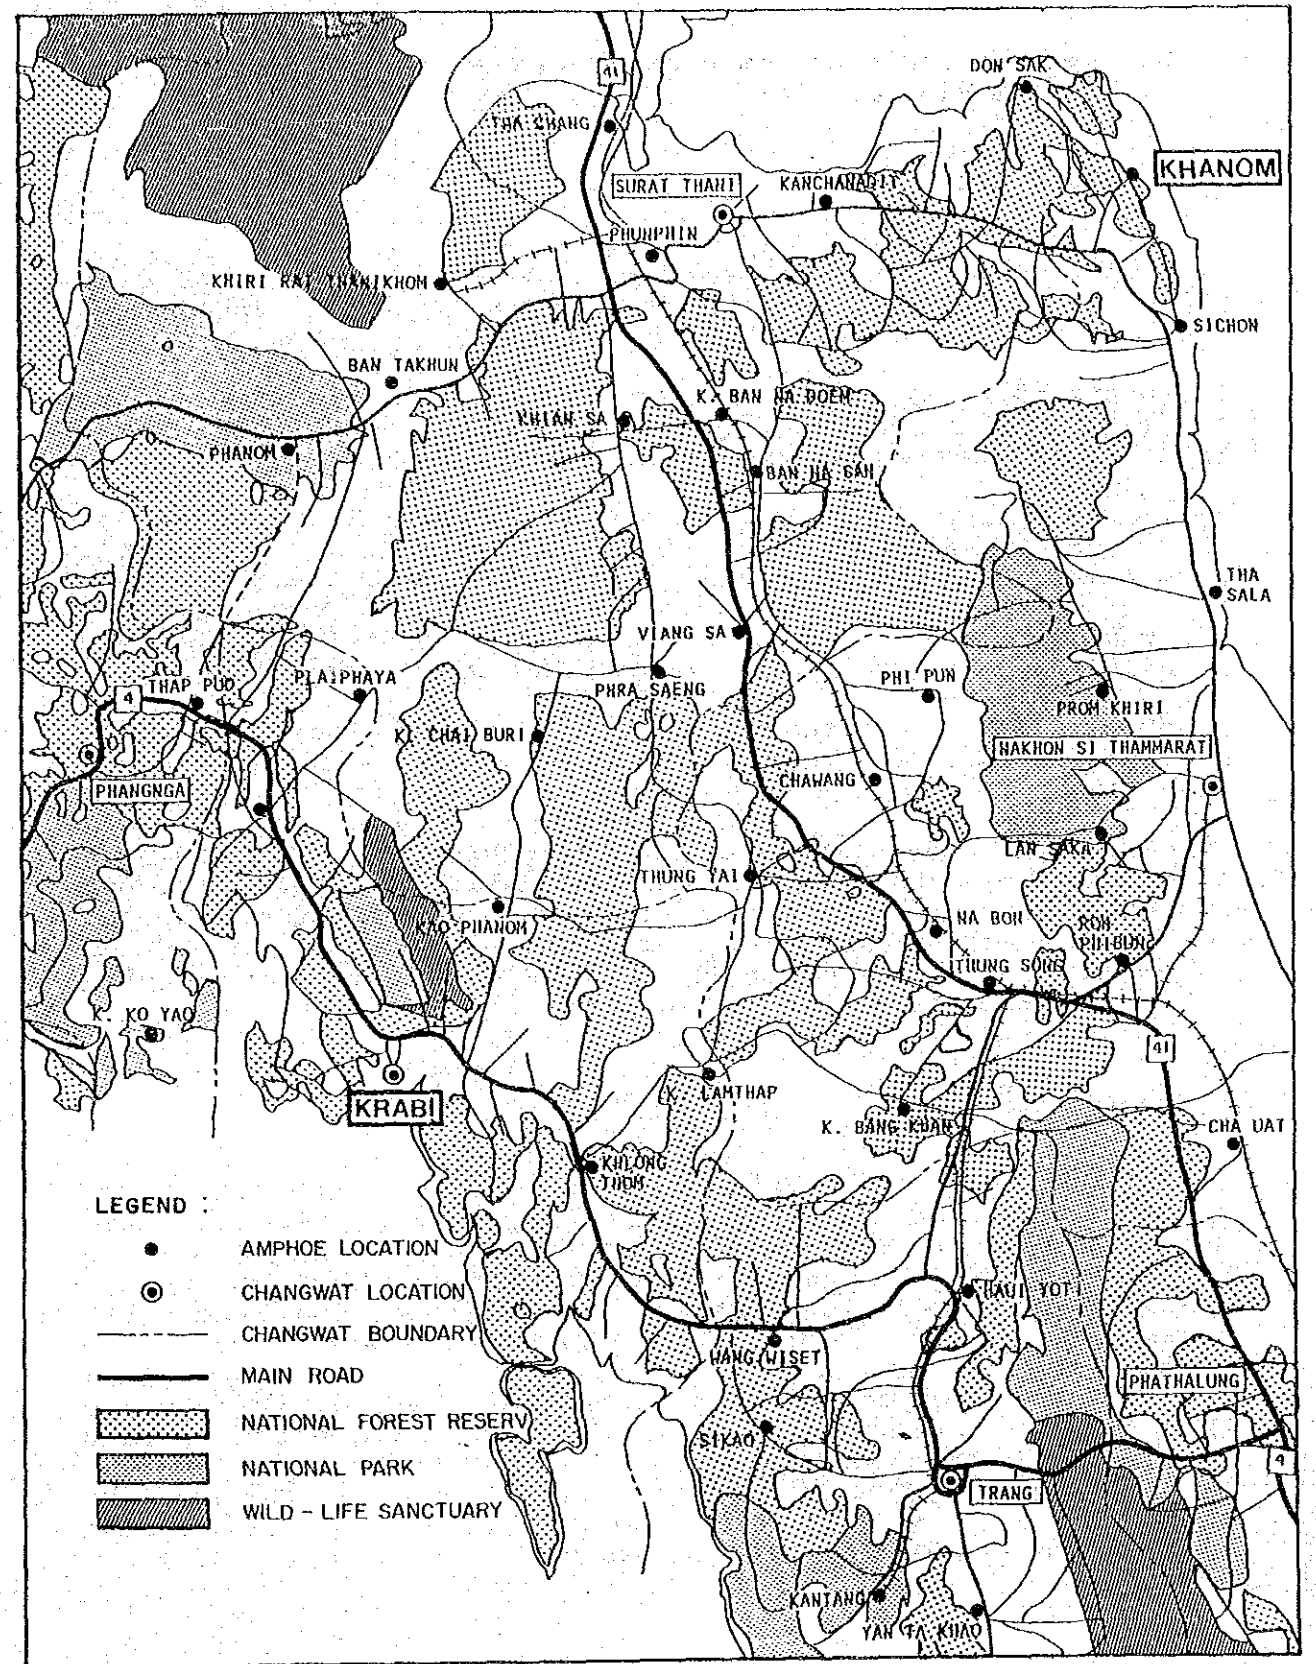 41
DON SAK
THA CHANG
KHANOM
SURAT THANI
KANCHANADIT
PHUNPHIN
KHIRI RAT THANIKHOM
SICHON
BAN TAKHUN
K. BAN NA DOEM
KHIAN SA
PHANOM
BAN NA SAN
THA
SALA
VIANG SA
PHRA SAENG
PHI PUN
PROM KHIRI
4
THAP PUD
PLAIPHAYA
K. CHAI BURI
NAKHON SI THAMMARAT
PHANGNGA
CHAWANG
LAN SAKA
THUNG YAI
KAO PHANOM
NA BON
RON
PHIBUN
THUNG SONG
K. KO YAO
41
K. LAMTHAP
KRABI
K. BANG KHAN
CHA UAT
KHLONG
THOM
LEGEND :
AMPHOE LOCATION
CHANGWAT LOCATION
CHANGWAT BOUNDARY
MAIN ROAD
NATIONAL FOREST RESERV
NATIONAL PARK
WILD - LIFE SANCTUARY
HAUI YOT
WANG WISET
PHATHALUNG
SIKAO
4
TRANG
KANTANG
YAN TA KHAO